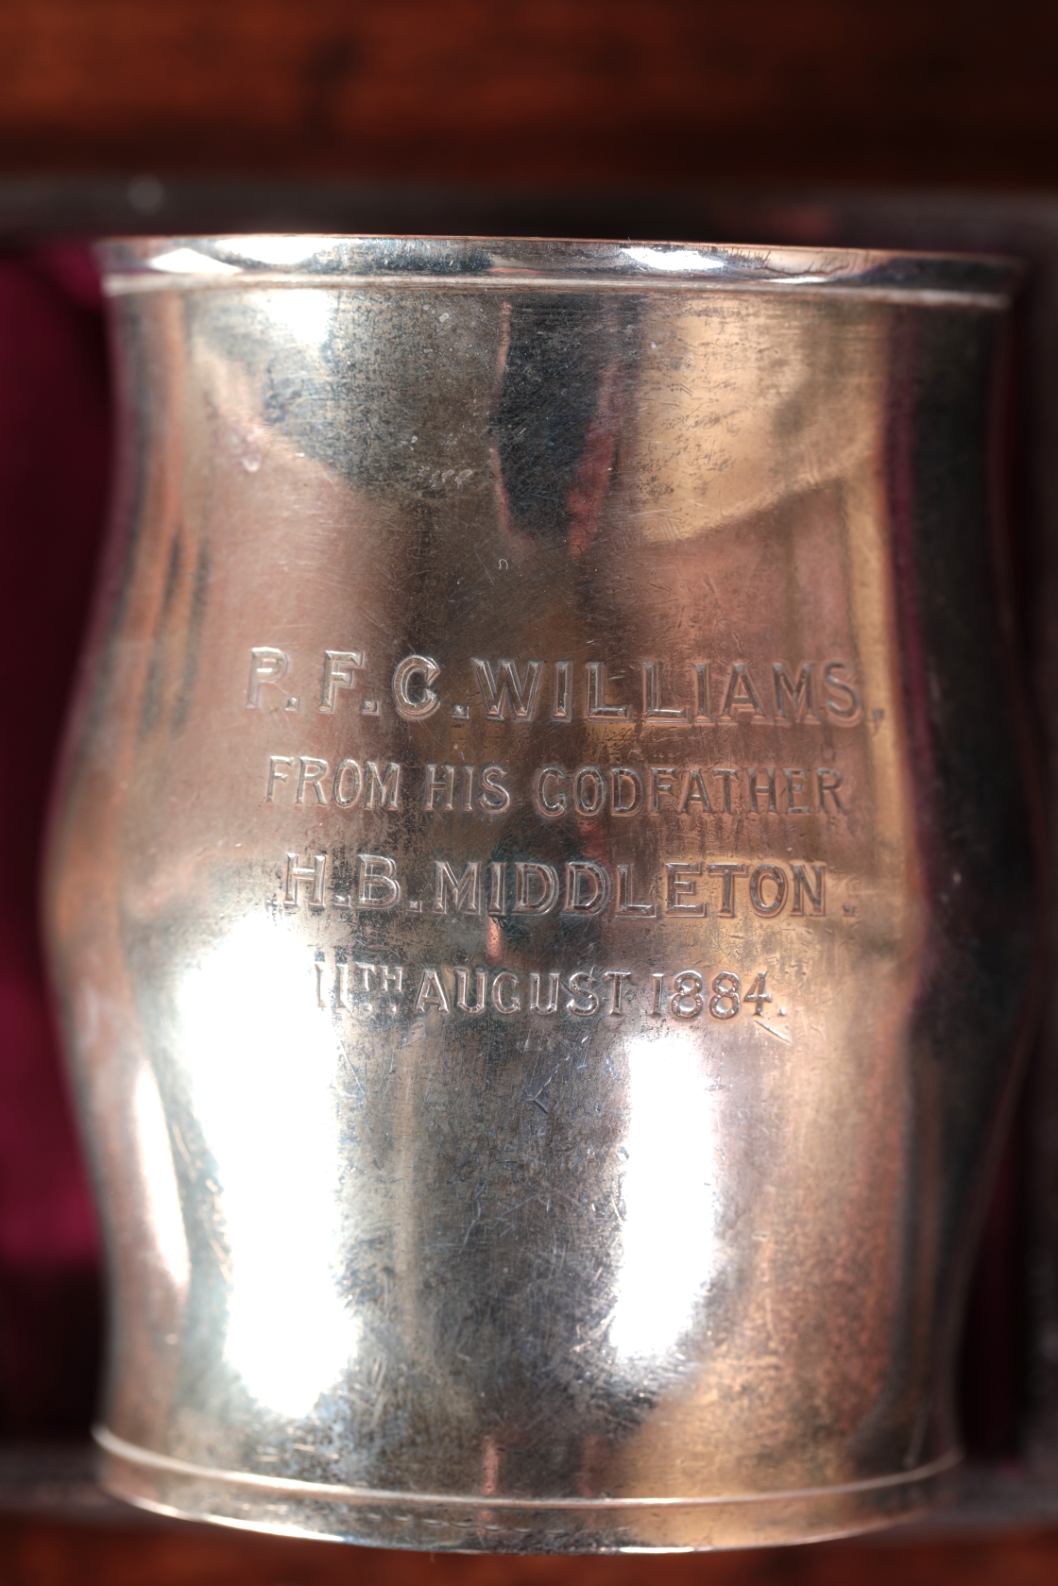 P.F.C.WILLIAMS,
FROM HIS GODFATHER
H.B.MIDDLETON.
11TH AUGUST 1884.